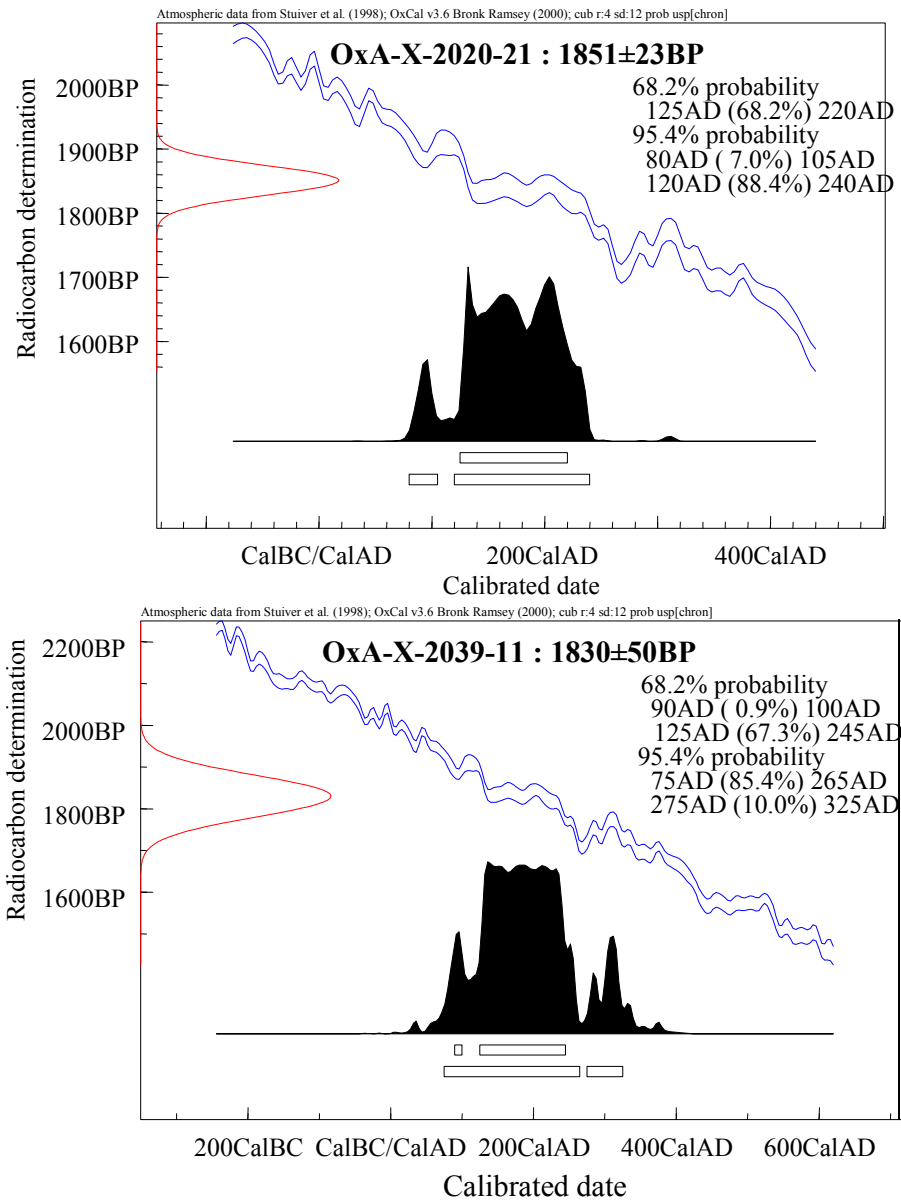 Atmospheric data from Stuiver et al. (1998); OxCal v3.6 Bronk Ramsey (2000); cub r:4 sd:12 prob usp[chron]
OxA-X-2020-21 : 1851±23BP
68.2% probability
125AD (68.2%) 220AD
95.4% probability
80AD ( 7.0%) 105AD
120AD (88.4%) 240AD
Radiocarbon determination
2000BP
1900BP
1800BP
1700BP
1600BP
CalBC/CalAD
200CalAD
400CalAD
Calibrated date
Atmospheric data from Stuiver et al. (1998); OxCal v3.6 Bronk Ramsey (2000); cub r:4 sd:12 prob usp[chron]
OxA-X-2039-11 : 1830±50BP
68.2% probability
90AD ( 0.9%) 100AD
125AD (67.3%) 245AD
95.4% probability
75AD (85.4%) 265AD
275AD (10.0%) 325AD
Radiocarbon determination
2200BP
2000BP
1800BP
1600BP
200CalBC
CalBC/CalAD
200CalAD
400CalAD
600CalAD
Calibrated date